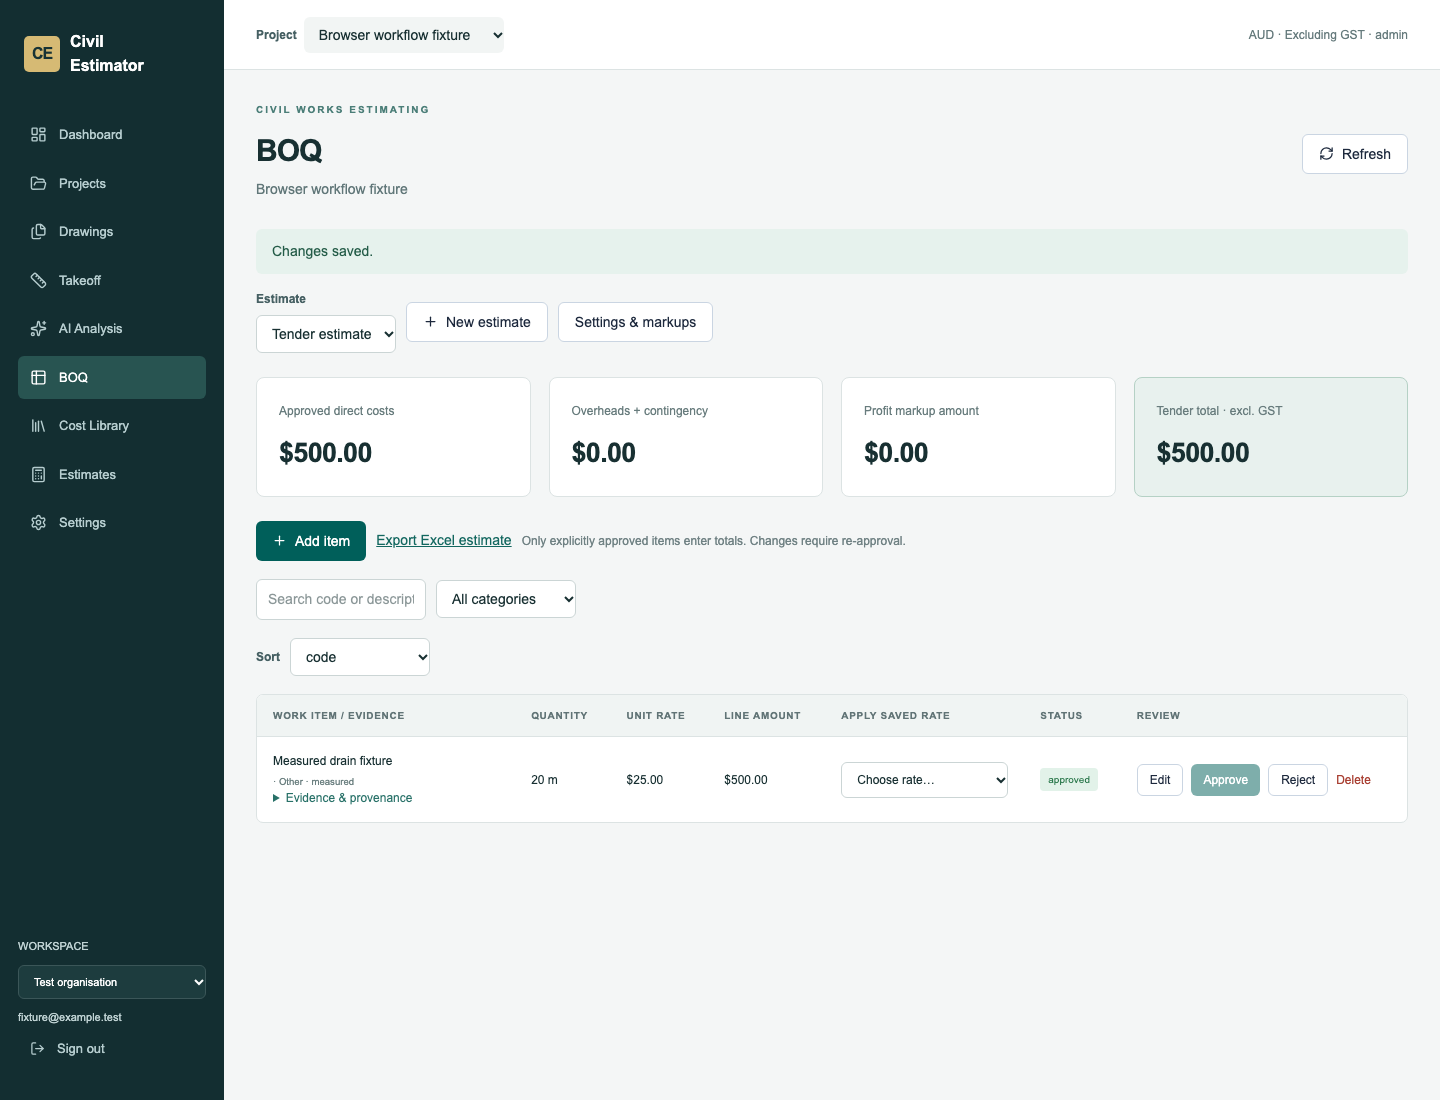 CE
Civil
Estimator
Dashboard
Projects
Drawings
Takeoff
AI Analysis
BOQ
Cost Library
Estimates
Settings
WORKSPACE
Test organisation
fixture@example.test
Sign out
Project Browser workflow fixture
AUD · Excluding GST · admin
CIVIL WORKS ESTIMATING
BOQ
Refresh
Browser workflow fixture
Changes saved.
Estimate
Tender estimate
+ New estimate
Settings & markups
Approved direct costs
$500.00
Overheads + contingency
$0.00
Profit markup amount
$0.00
Tender total · excl. GST
$500.00
+ Add item Export Excel estimate Only explicitly approved items enter totals. Changes require re-approval.
Search code or descript All categories
Sort code
WORK ITEM / EVIDENCE QUANTITY UNIT RATE LINE AMOUNT APPLY SAVED RATE STATUS REVIEW
Measured drain fixture
· Other · measured
Evidence & provenance
20 m $25.00 $500.00 Choose rate... approved Edit Approve Reject Delete